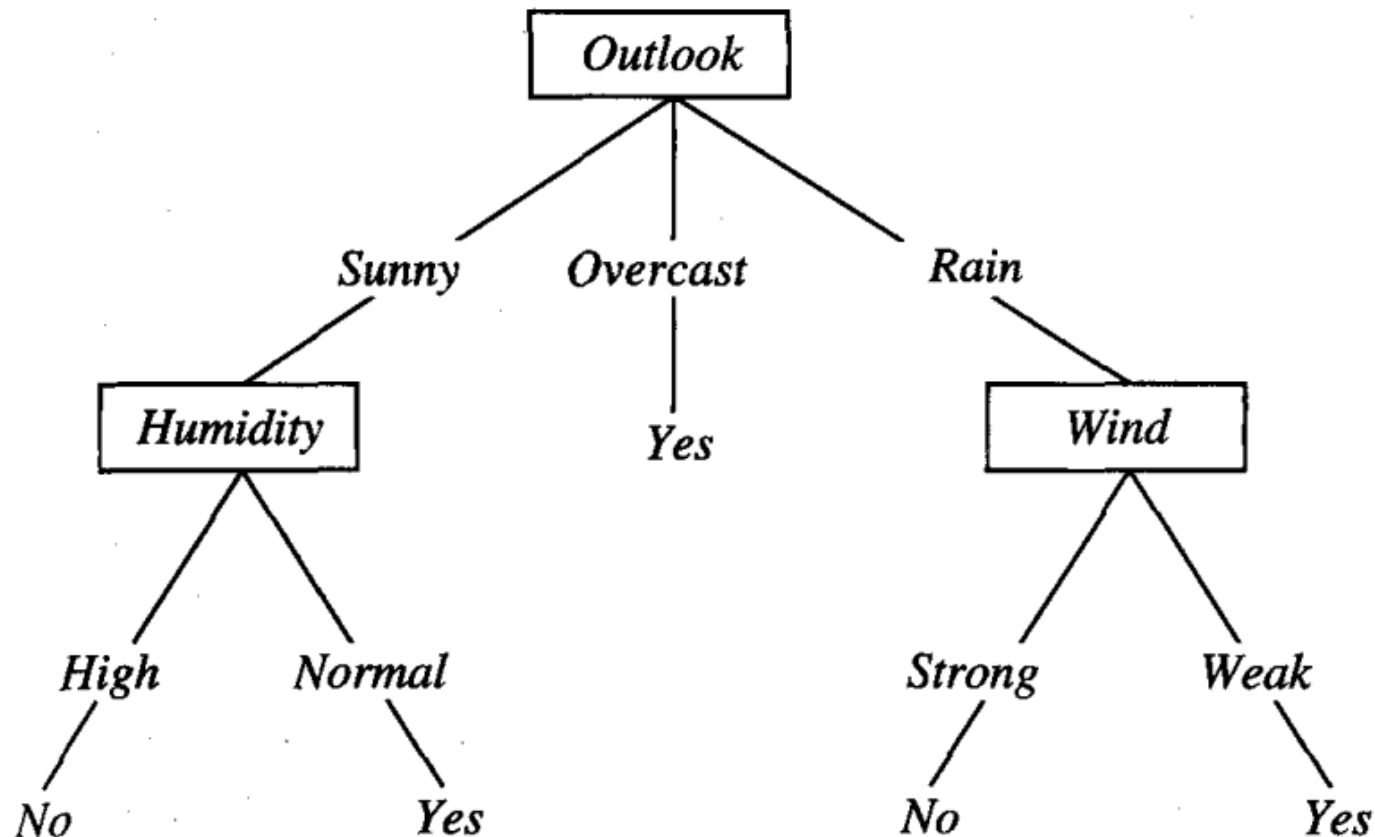 Outlook
Sunny Overcast Rain
Humidity Yes Wind
High Normal Strong Weak
No Yes No Yes